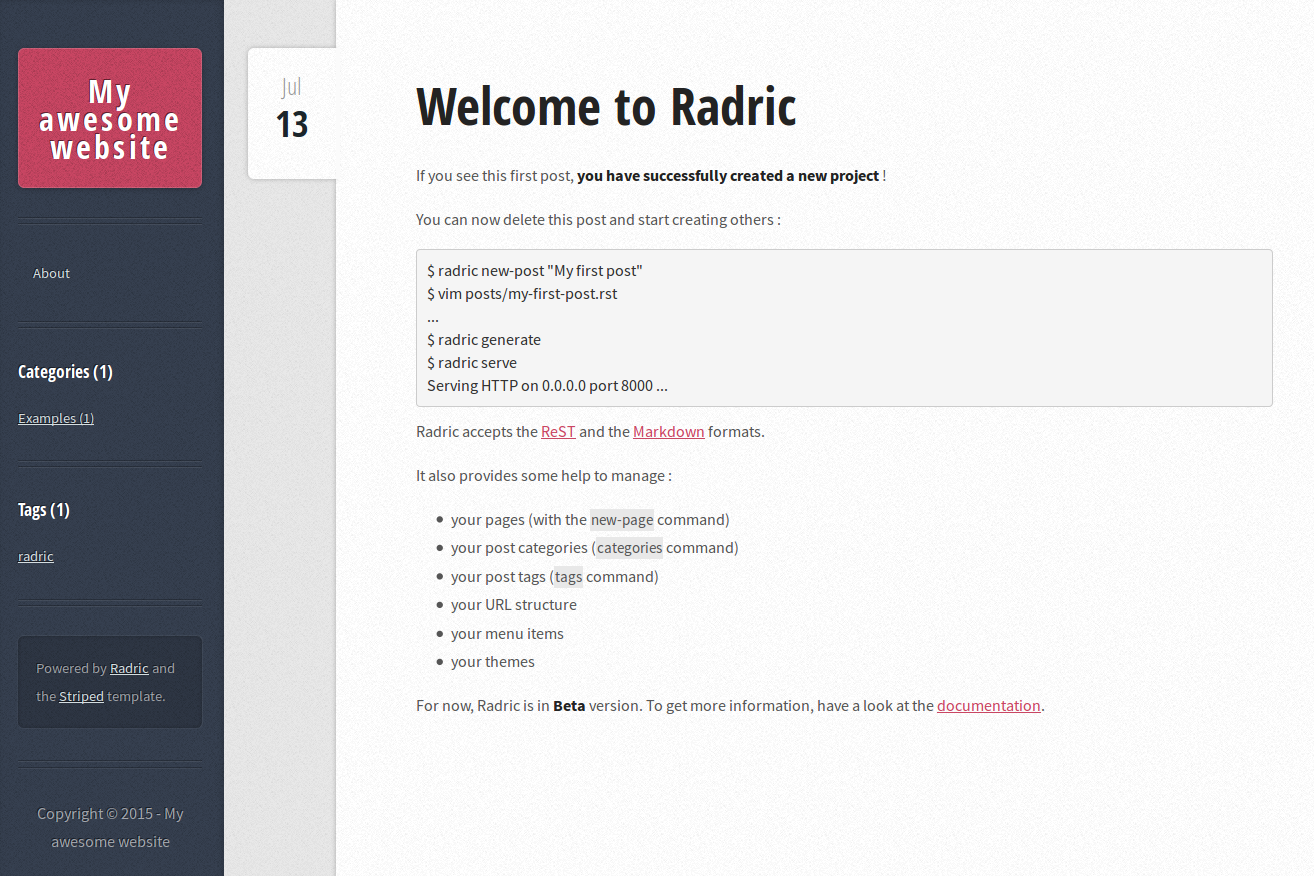 My
awesome
website
About
Categories (1)
Examples (1)
Tags (1)
radric
Powered by Radric and
the Striped template.
Copyright © 2015 - My
awesome website
Jul
13
Welcome to Radric
If you see this first post, you have successfully created a new project !
You can now delete this post and start creating others :
$ radric new-post "My first post"
$ vim posts/my-first-post.rst
...
$ radric generate
$ radric serve
Serving HTTP on 0.0.0.0 port 8000 ...
Radric accepts the ReST and the Markdown formats.
It also provides some help to manage :
• your pages (with the new-page command)
• your post categories (categories command)
• your post tags (tags command)
• your URL structure
• your menu items
• your themes
For now, Radric is in Beta version. To get more information, have a look at the documentation.